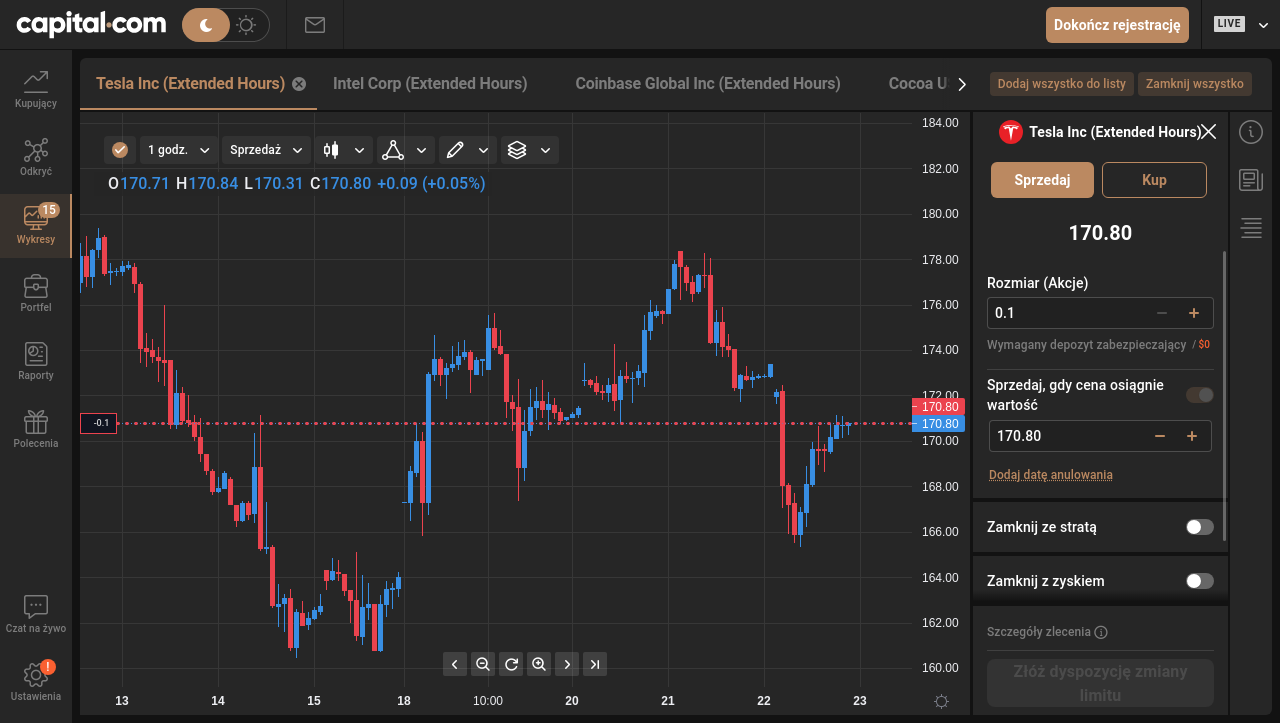 capital.com
Dokończ rejestrację
LIVE
Kupujący
Odkryć
15
Wykresy
Portfel
Raporty
Polecenia
Czat na żywo
!
Ustawienia
Tesla Inc (Extended Hours)
Intel Corp (Extended Hours)
Coinbase Global Inc (Extended Hours)
Cocoa U
Dodaj wszystko do listy
Zamknij wszystko
1 godz.
Sprzedaż
O170.71 H170.84 L170.31 C170.80 +0.09 (+0.05%)
184.00
182.00
180.00
178.00
176.00
174.00
172.00
170.80
170.80
170.00
168.00
166.00
164.00
162.00
160.00
-0.1
13
14
15
18
10:00
20
21
22
23
Tesla Inc (Extended Hours)
Sprzedaj
Kup
170.80
Rozmiar (Akcje)
0.1
Wymagany depozyt zabezpieczający / $0
Sprzedaj, gdy cena osiągnie
wartość
170.80
Dodaj datę anulowania
Zamknij ze stratą
Zamknij z zyskiem
Szczegóły zlecenia
Złóż dyspozycję zmiany
limitu